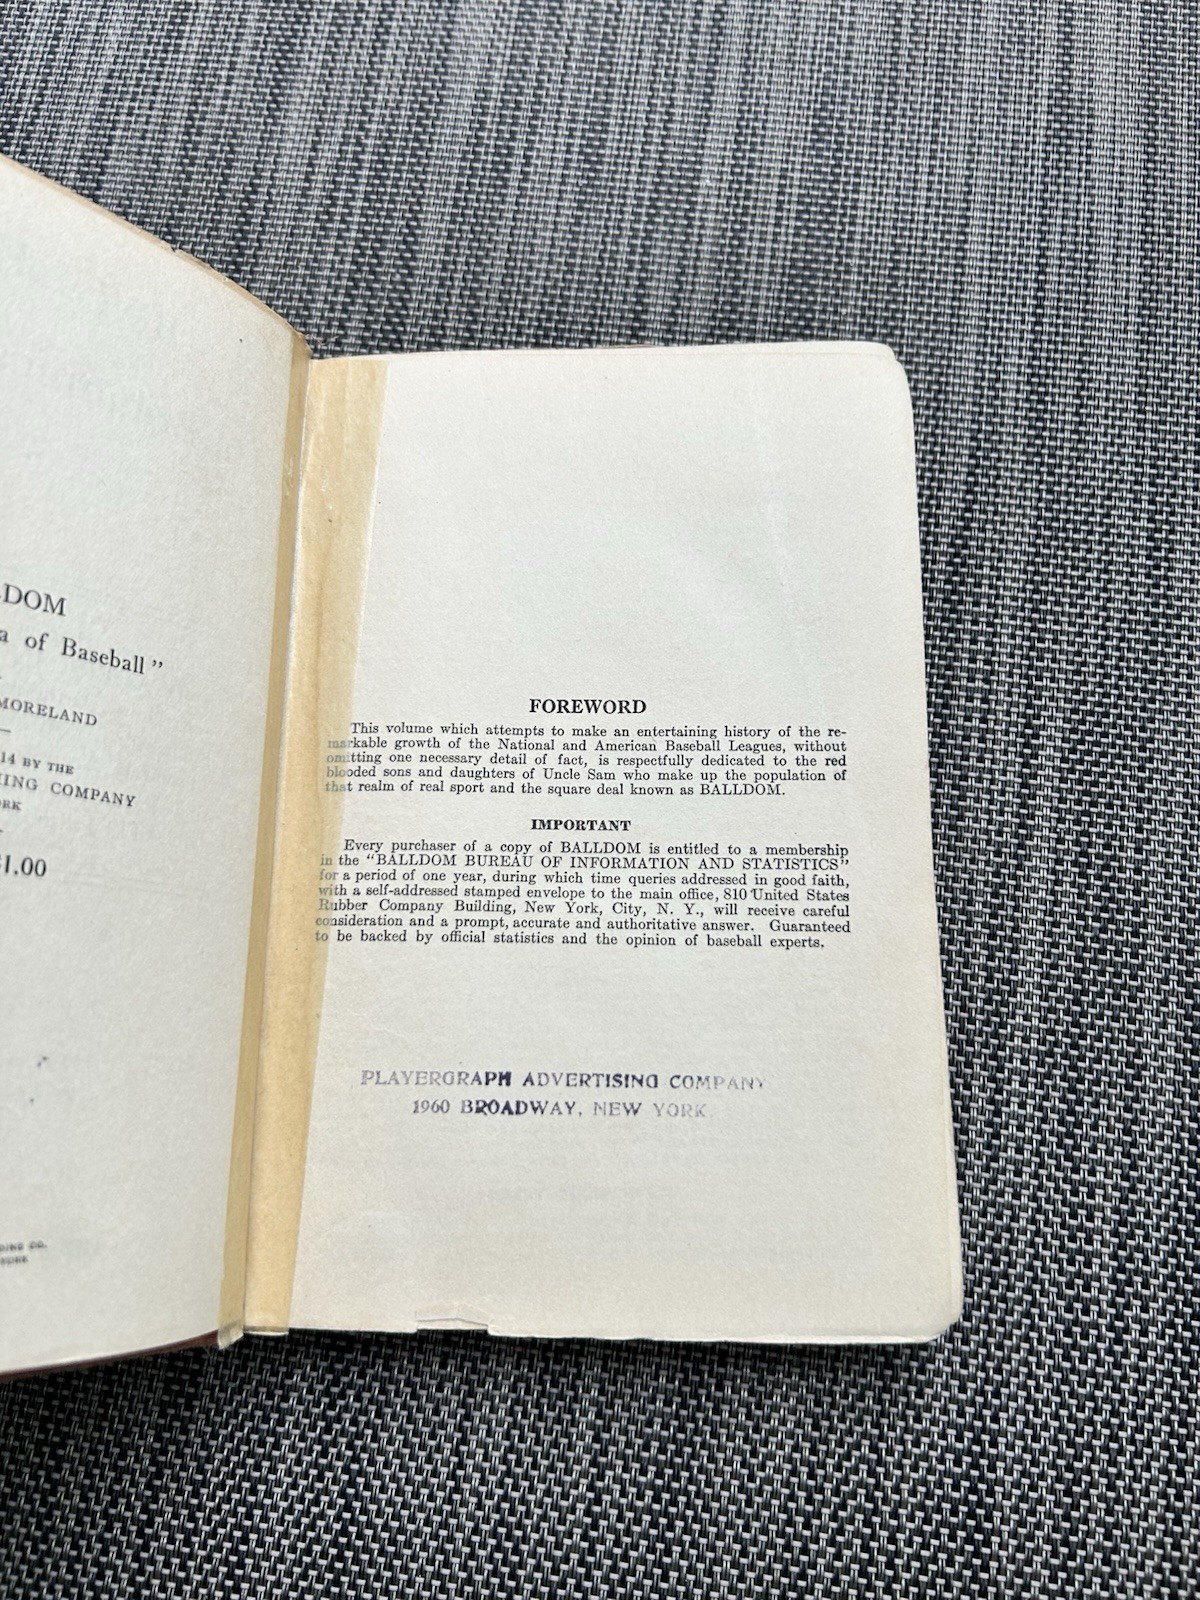 of Baseball"
MORELAND
14 BY THE
COMPANY
FOREWORD
This volume which attempts to make an entertaining history of the re-
markable growth of the National and American Baseball Leagues, without
omitting one necessary detail of fact, is respectfully dedicated to the red
blooded sons and daughters of Uncle Sam who make up the population of
that realm of real sport and the square deal known as BALLDOM.
IMPORTANT
Every purchaser of a copy of BALLDOM is entitled to a membership
in the "BALLDOM BUREAU OF INFORMATION AND STATISTICS"
for a period of one year, during which time queries addressed in good faith,
with a self-addressed stamped envelope to the main office, 810 United States
Rubber Company Building, New York, City, N. Y., will receive careful
consideration and a prompt, accurate and authoritative answer. Guaranteed
to be backed by official statistics and the opinion of baseball experts.
PLAYERGRAPH ADVERTISING COMPANY
1960 BROADWAY, NEW YORK